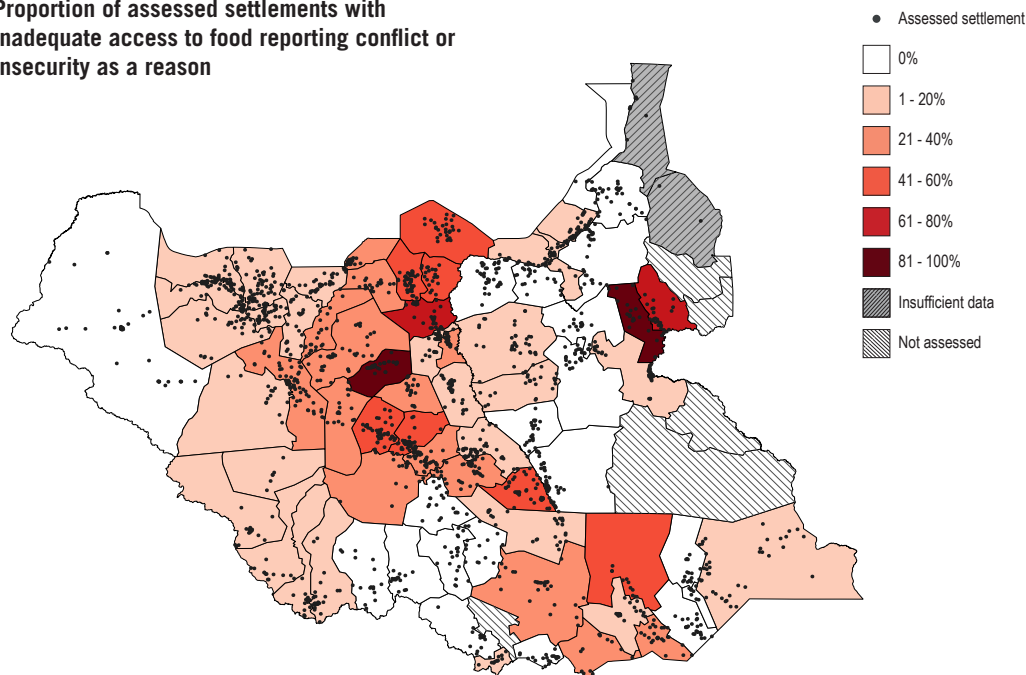 Proportion of assessed settlements with
nadequate access to food reporting conflict or
nsecurity as a reason
Assessed settlement
0%
1 - 20%
21 - 40%
41 - 60%
61 - 80%
81 - 100%
Insufficient data
Not assessed